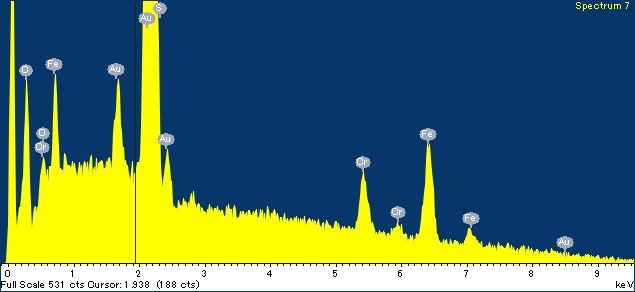 Spectrum 7
S
Au
C Fe Au
O Fe
Au
Cr
Cr
Cr Fe
Au
0 1 2 3 4 5 6 7 8 9
Full Scale 531 cts Cursor: 1.938 (188 cts) keV